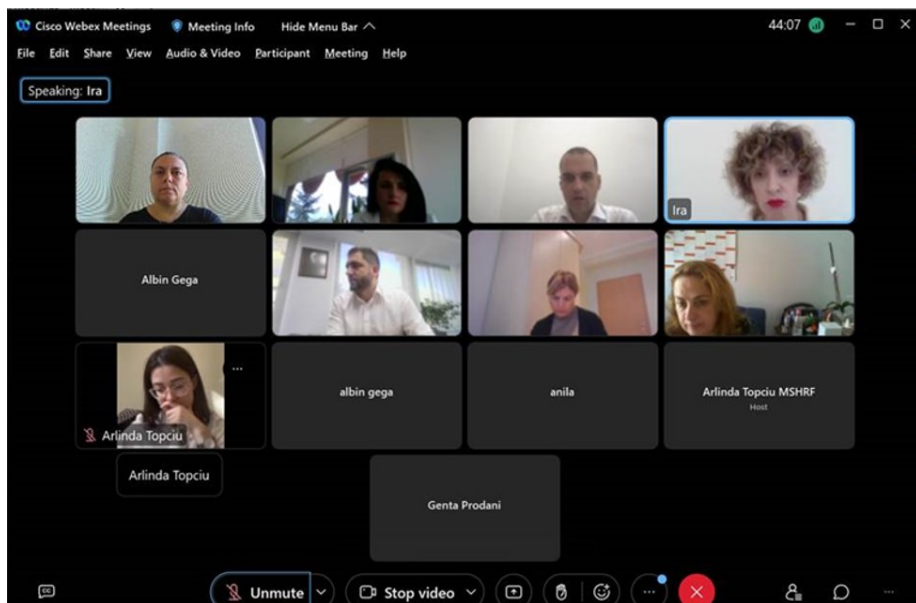 Cisco Webex Meetings Meeting Info Hide Menu Bar 44:07
File Edit Share View Audio & Video Participant Meeting Help
Speaking: Ira
Ira
Albin Gega
Arlinda Topciu
albin gega
anila
Arlinda Topciu MSHRF
Host
Arlinda Topciu
Genta Prodani
CC
Unmute
Stop video